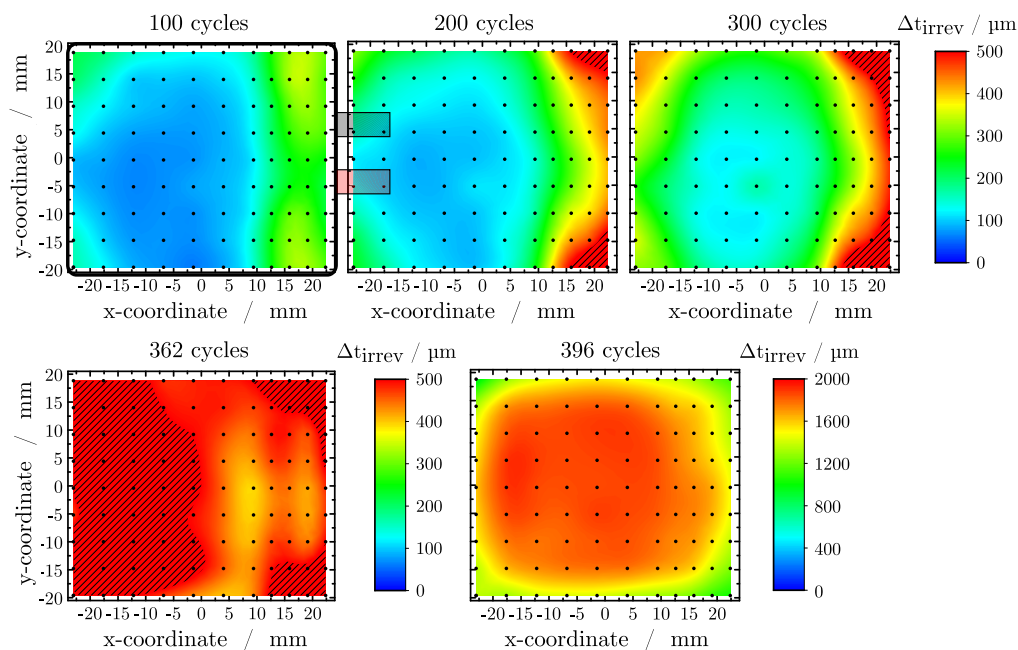 100 cycles 200 cycles 300 cycles Δt_irrev / µm
y-coordinate / mm
20
15
10
5
0
-5
-10
-15
-20
-20 -15 -10 -5 0 5 10 15 20
x-coordinate / mm
-20 -15 -10 -5 0 5 10 15 20
x-coordinate / mm
-20 -15 -10 -5 0 5 10 15 20
x-coordinate / mm
500
400
300
200
100
0
362 cycles Δt_irrev / µm
y-coordinate / mm
20
15
10
5
0
-5
-10
-15
-20
-20 -15 -10 -5 0 5 10 15 20
x-coordinate / mm
500
400
300
200
100
0
396 cycles Δt_irrev / µm
-20 -15 -10 -5 0 5 10 15 20
x-coordinate / mm
2000
1600
1200
800
400
0